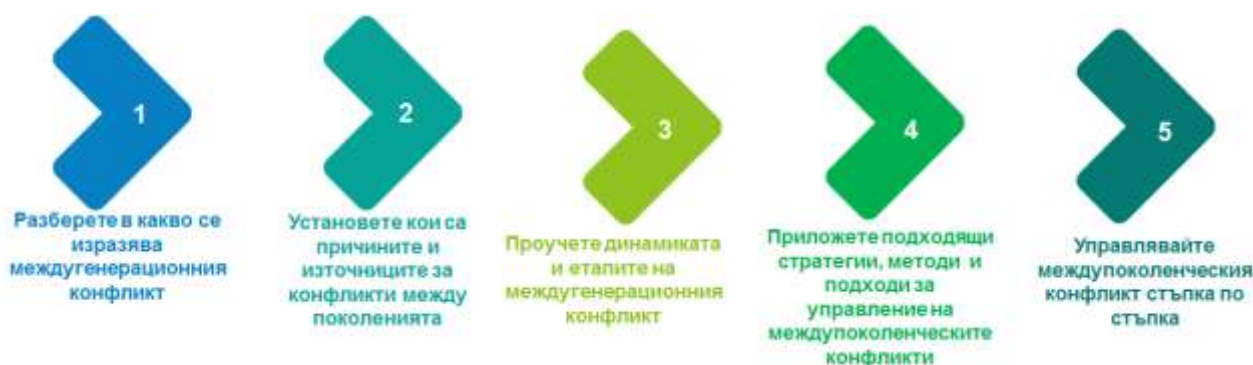 1
Разберете в какво се
изразява
междугенерационния
конфликт
2
Установете кои са
причините и
източниците за
конфликти между
поколенията
3
Проучете динамиката
и етапите на
междугенерационния
конфликт
4
Приложете подходящи
стратегии, методи и
подходи за
управление на
междупоколенческите
конфликти
5
Управлявайте
междупоколенческия
конфликт стъпка по
стъпка